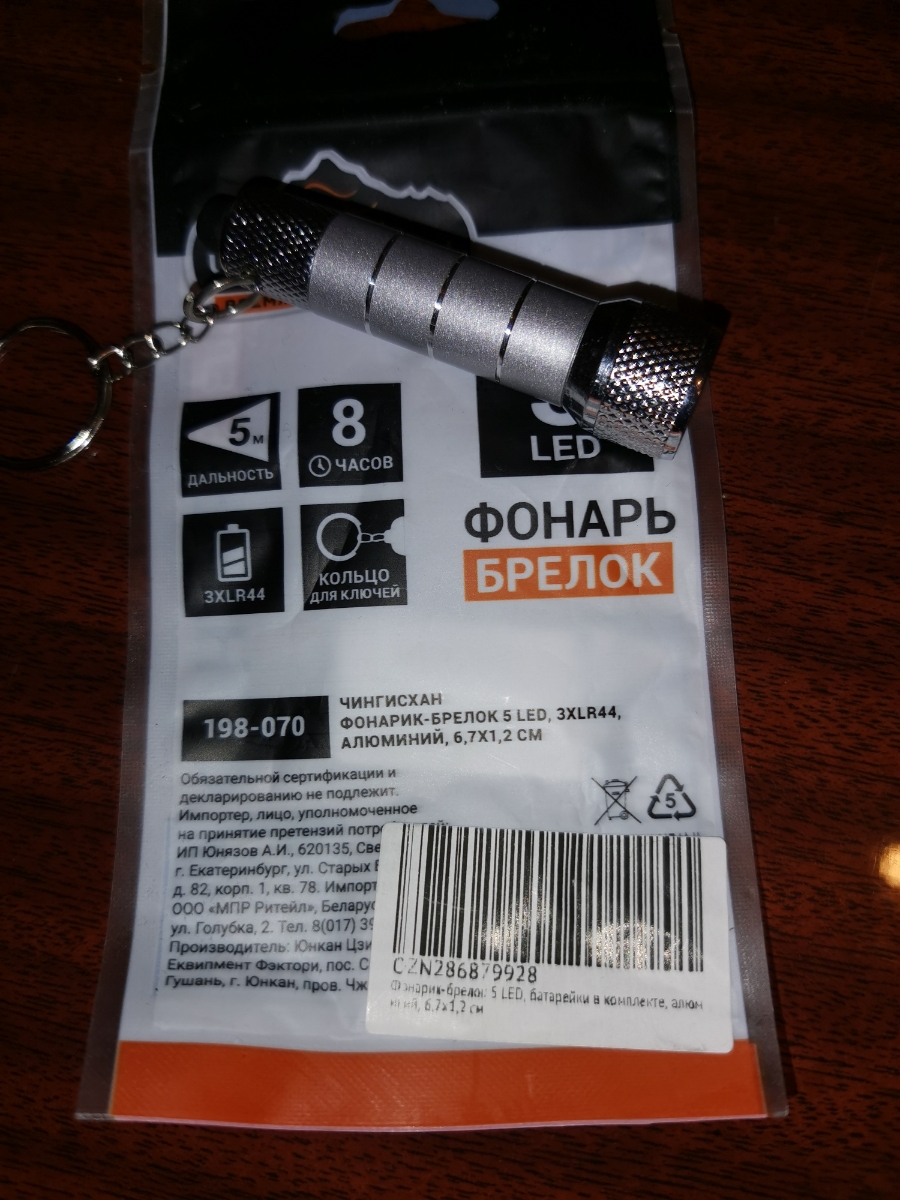 5м
ДАЛЬНОСТЬ
8
ЧАСОВ
LED
3XLR44
КОЛЬЦО
ДЛЯ КЛЮЧЕЙ
ФОНАРЬ
БРЕЛОК
198-070
ЧИНГИСХАН
ФОНАРИК-БРЕЛОК 5 LED, 3XLR44,
АЛЮМИНИЙ, 6,7X1,2 СМ
Обязательной сертификации и
декларированию не подлежит.
Импортер, лицо, уполномоченное
на принятие претензий
ИП Юнязов А.И., 620135,
г. Екатеринбург, ул. Старых
д. 82, корп. 1, кв. 78.
ООО «МПР Ритейл»,
ул. Голубка, 2. Тел. 8(017)
Производитель: Юнкан
Еквипмент Фэктори, пос.
Гушань, г. Юнкан, пров.
5
OZN286879928
Фонарик-брелок 5 LED, батарейки в комплекте, алюм
иний, 6,7x1,2 см